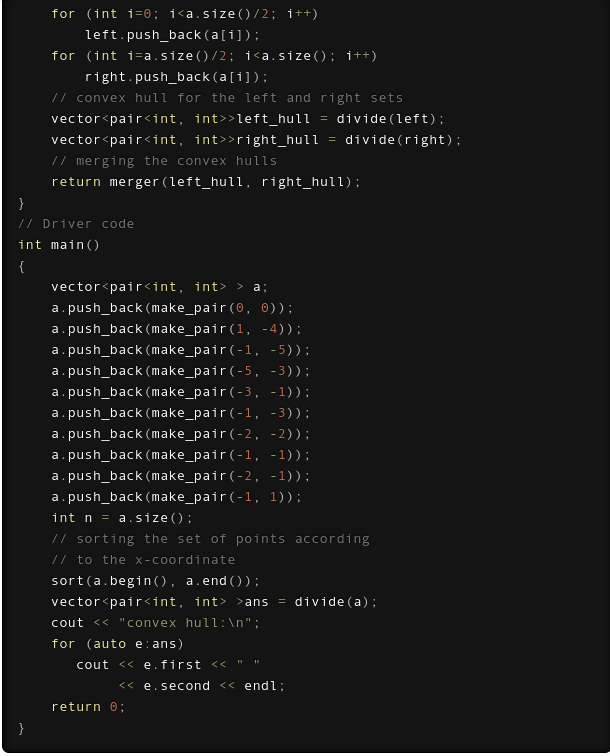 for (int i=0; i<a.size()/2; i++)
left.push_back(a[i]);
for (int i=a.size()/2; i<a.size(); i++)
right.push_back(a[i]);
// convex hull for the left and right sets
vector<pair<int, int>>left_hull = divide(left);
vector<pair<int, int>>right_hull = divide(right);
// merging the convex hulls
return merger(left_hull, right_hull);
}
// Driver code
int main()
{
vector<pair<int, int> > a;
a.push_back(make_pair(0, 0));
a.push_back(make_pair(1, -4));
a.push_back(make_pair(-1, -5));
a.push_back(make_pair(-5, -3));
a.push_back(make_pair(-3, -1));
a.push_back(make_pair(-1, -3));
a.push_back(make_pair(-2, -2));
a.push_back(make_pair(-1, -1));
a.push_back(make_pair(-2, -1));
a.push_back(make_pair(-1, 1));
int n = a.size();
// sorting the set of points according
// to the x-coordinate
sort(a.begin(), a.end());
vector<pair<int, int> >ans = divide(a);
cout << "convex hull:\n";
for (auto e:ans)
cout << e.first << " "
<< e.second << endl;
return 0;
}